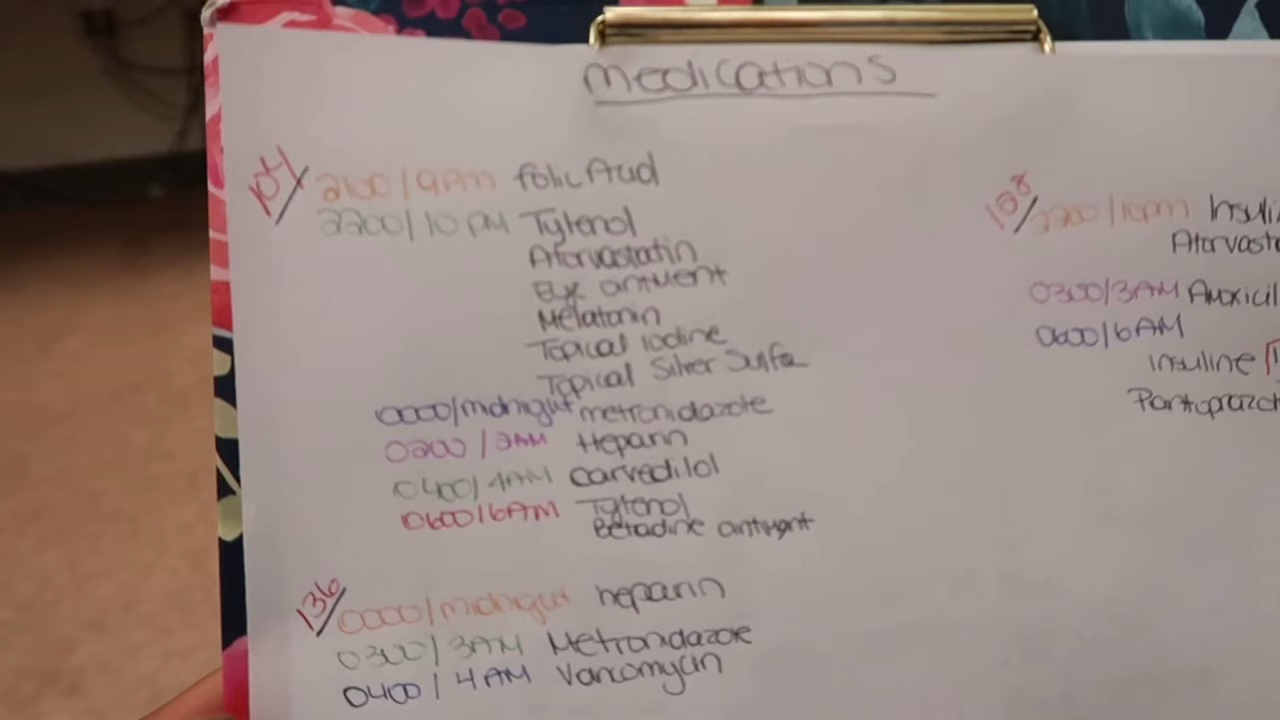 medications
104/ 2100/9pm folic Acid
2200/10 PM Tylenol
Atorvastatin
Eye ointment
Melatonin
Topical Iodine
Topical Silver Sulfa
0000/midnight metronidazole
0200/2AM Heparin
0400/4AM carvedilol
0600/6AM Tylenol
Betadine ointment
136/ 0000/midnight heparin
0300/3AM Metronidazole
0400/4AM Vancomycin
108/ 2200/10pm Insuli
Atorvast
0300/3AM Amoxicil
0600/6AM
Insuline
Pantoprazol